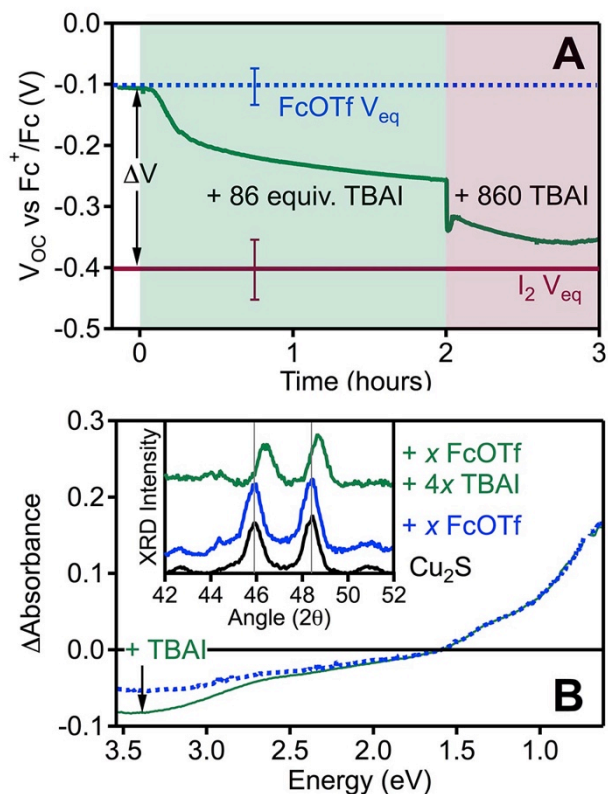 A
0.0
-0.1
-0.2
-0.3
-0.4
-0.5
V_OC vs Fc⁺/Fc (V)
FcOTf V_eq
ΔV
+ 86 equiv. TBAI
+ 860 TBAI
I₂ V_eq
0
1
2
3
Time (hours)
B
0.3
0.2
0.1
0.0
-0.1
ΔAbsorbance
XRD Intensity
42
44
46
48
50
52
Angle (2θ)
+ x FcOTf
+ 4x TBAI
+ x FcOTf
Cu₂S
+ TBAI
3.5
3.0
2.5
2.0
1.5
1.0
Energy (eV)